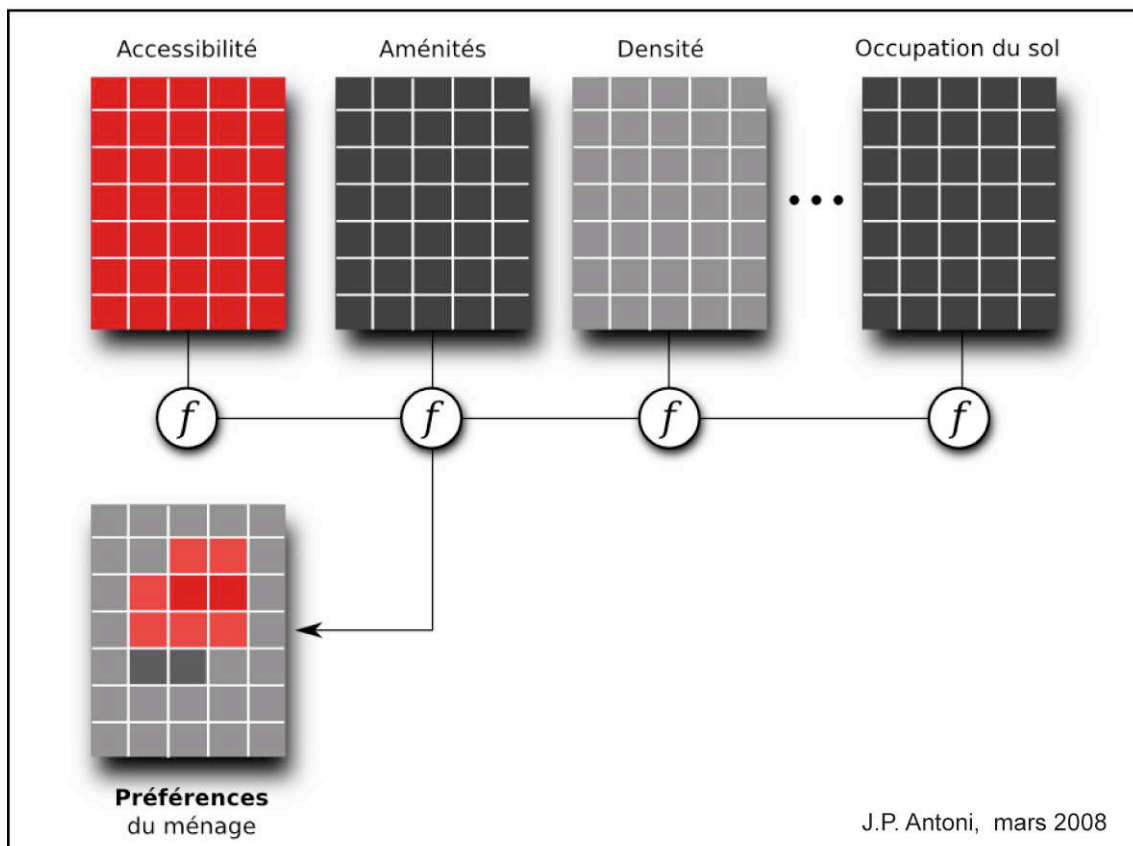 Accessibilité
Aménités
Densité
Occupation du sol
f
f
f
f
Préférences
du ménage
J.P. Antoni, mars 2008